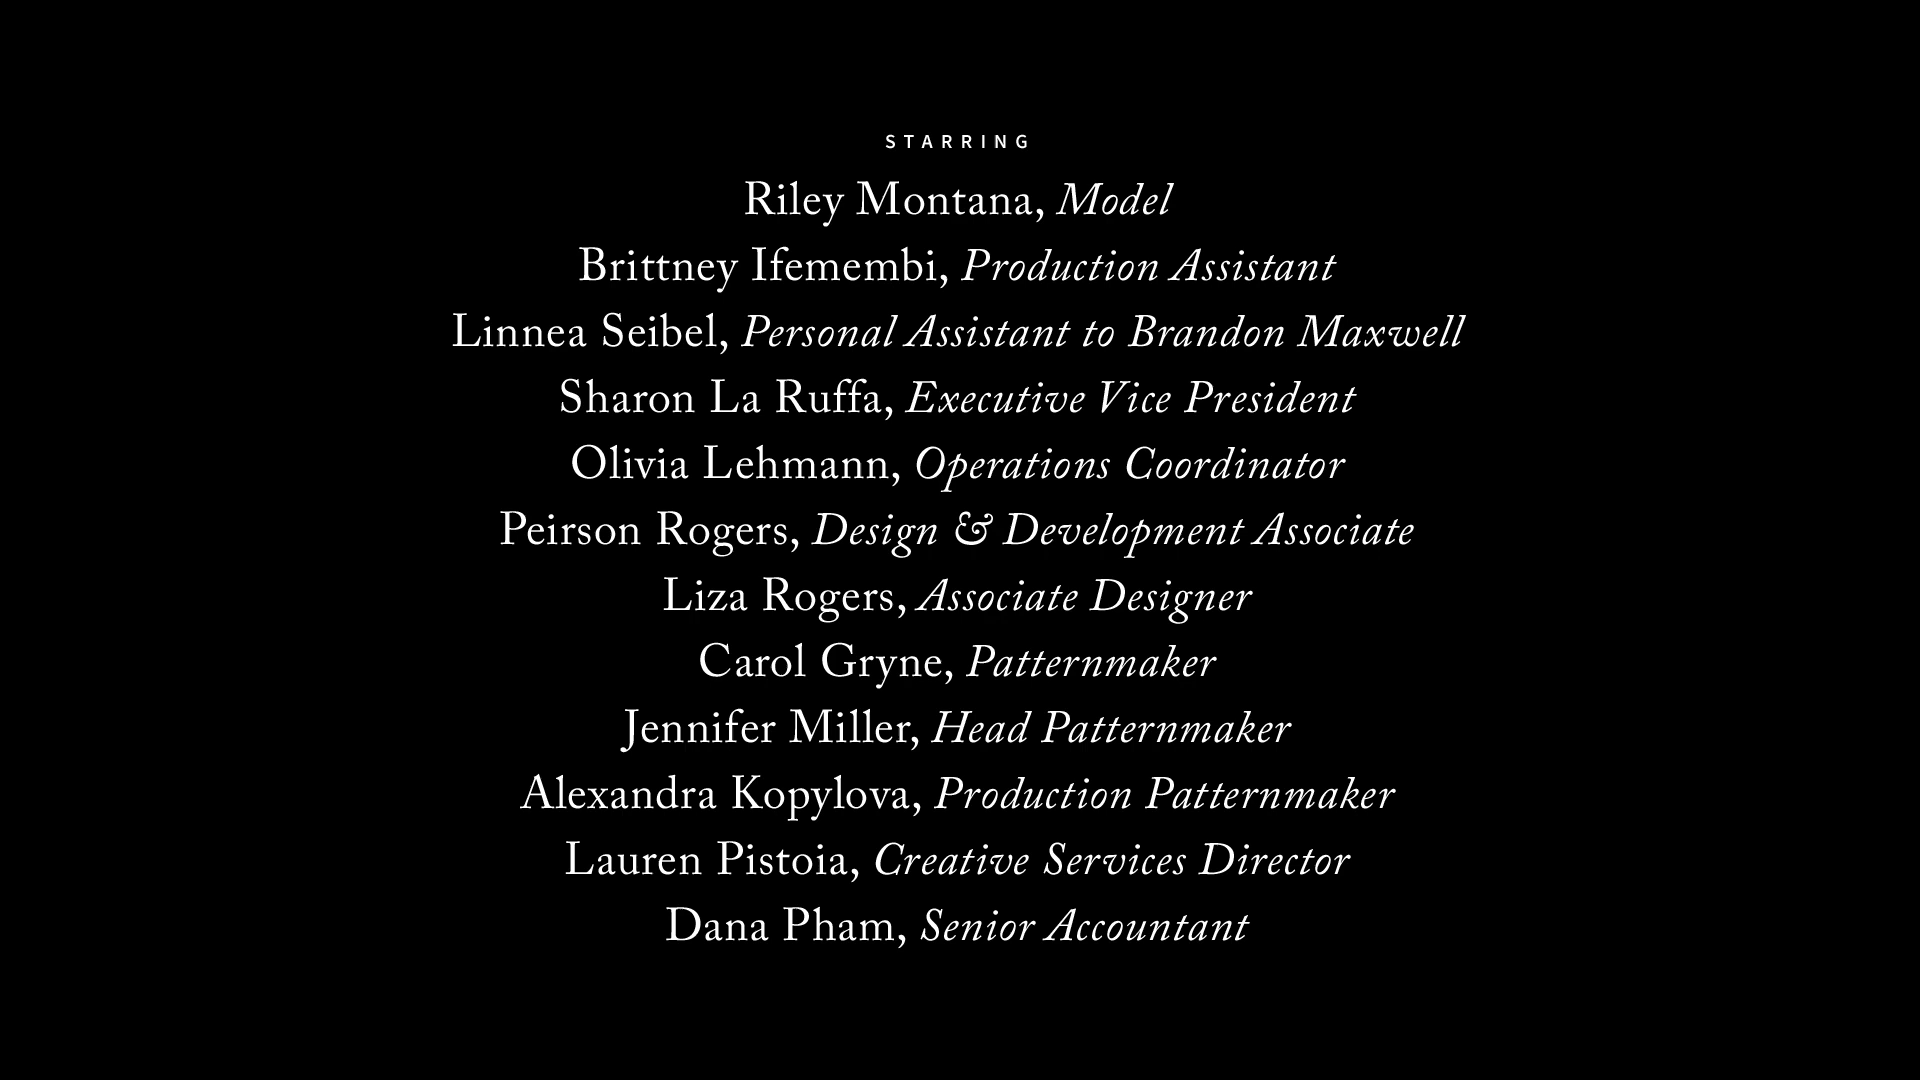 STARRING
Riley Montana, Model
Brittney Ifemembi, Production Assistant
Linnea Seibel, Personal Assistant to Brandon Maxwell
Sharon La Ruffa, Executive Vice President
Olivia Lehmann, Operations Coordinator
Peirson Rogers, Design & Development Associate
Liza Rogers, Associate Designer
Carol Gryne, Patternmaker
Jennifer Miller, Head Patternmaker
Alexandra Kopylova, Production Patternmaker
Lauren Pistoia, Creative Services Director
Dana Pham, Senior Accountant